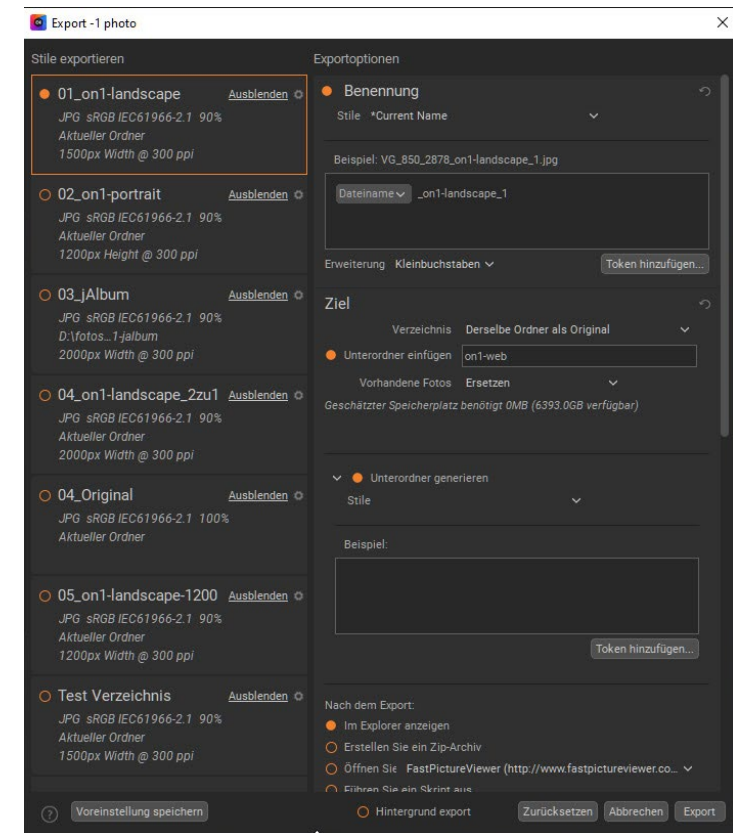 Export -1 photo
Stile exportieren
01_on1-landscape Ausblenden
JPG sRGB IEC61966-2.1 90%
Aktueller Ordner
1500px Width @ 300 ppi
02_on1-portrait Ausblenden
JPG sRGB IEC61966-2.1 90%
Aktueller Ordner
1200px Height @ 300 ppi
03_jAlbum Ausblenden
JPG sRGB IEC61966-2.1 90%
D:\fotos...1-jalbum
2000px Width @ 300 ppi
04_on1-landscape_2zu1 Ausblenden
JPG sRGB IEC61966-2.1 90%
Aktueller Ordner
2000px Width @ 300 ppi
04_Original Ausblenden
JPG sRGB IEC61966-2.1 100%
Aktueller Ordner
05_on1-landscape-1200 Ausblenden
JPG sRGB IEC61966-2.1 90%
Aktueller Ordner
1200px Width @ 300 ppi
Test Verzeichnis Ausblenden
JPG sRGB IEC61966-2.1 90%
Aktueller Ordner
1500px Width @ 300 ppi
Exportoptionen
Benennung
Stile *Current Name
Beispiel: VG_850_2878_on1-landscape_1.jpg
Dateiname _on1-landscape_1
Erweiterung Kleinbuchstaben Token hinzufügen...
Ziel
Verzeichnis Derselbe Ordner als Original
Unterordner einfügen on1-web
Vorhandene Fotos Ersetzen
Geschätzter Speicherplatz benötigt 0MB (6393.0GB verfügbar)
Unterordner generieren
Stile
Beispiel:
Token hinzufügen...
Nach dem Export:
Im Explorer anzeigen
Erstellen Sie ein Zip-Archiv
Öffnen Sie FastPictureViewer (http://www.fastpictureviewer.co...
Führen Sie ein Skript aus
? Voreinstellung speichern Hintergrund export Zurücksetzen Abbrechen Export